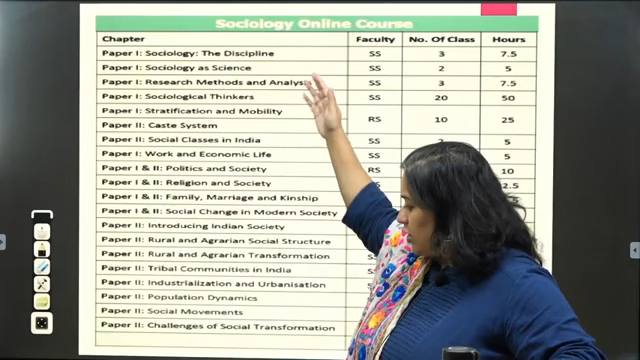 Sociology Online Course
Chapter Faculty No. Of Class Hours
Paper I: Sociology: The Discipline SS 3 7.5
Paper I: Sociology as Science SS 2 5
Paper I: Research Methods and Analysis SS 3 7.5
Paper I: Sociological Thinkers SS 20 50
Paper I: Stratification and Mobility
Paper II: Caste System RS 10 25
Paper II: Social Classes in India SS 2 5
Paper I: Work and Economic Life SS 5
Paper I & II: Politics and Society RS 10
Paper I & II: Religion and Society SS
Paper I & II: Family, Marriage and Kinship
Paper I & II: Social Change in Modern Society
Paper II: Introducing Indian Society
Paper II: Rural and Agrarian Social Structure
Paper II: Rural and Agrarian Transformation
Paper II: Tribal Communities in India
Paper II: Industrialization and Urbanisation
Paper II: Population Dynamics
Paper II: Social Movements
Paper II: Challenges of Social Transformation